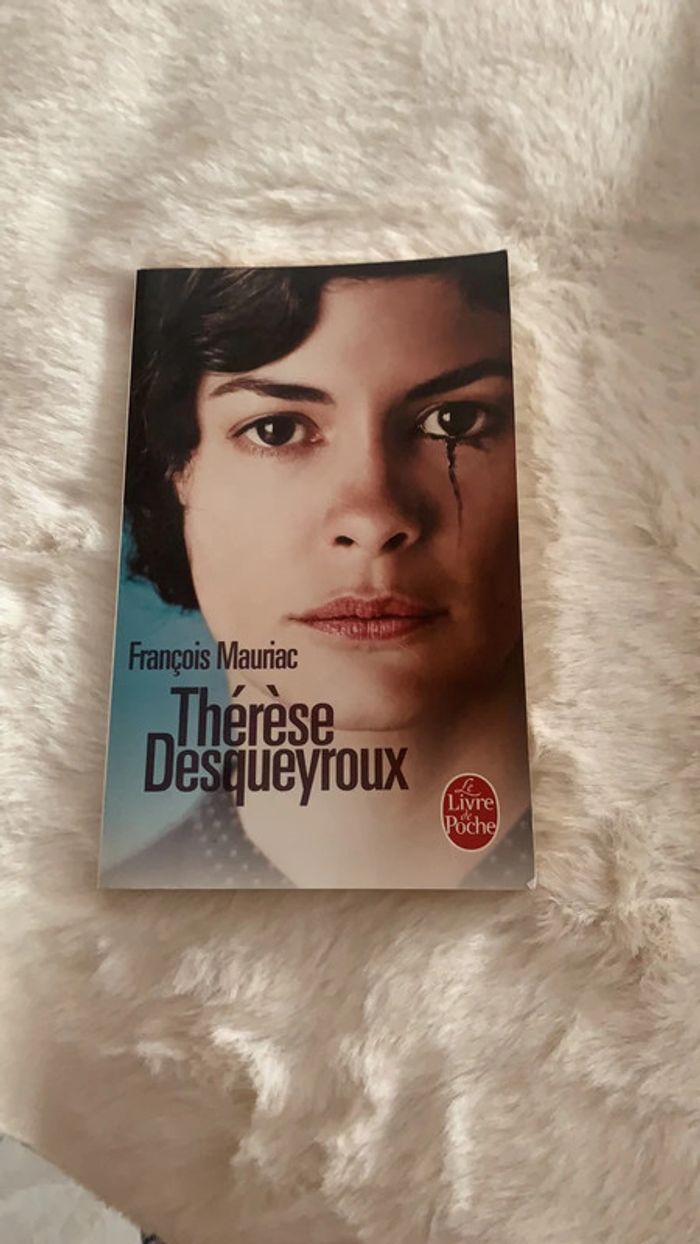 François Mauriac
Thérèse
Desqueyroux
Le
Livre
de
Poche